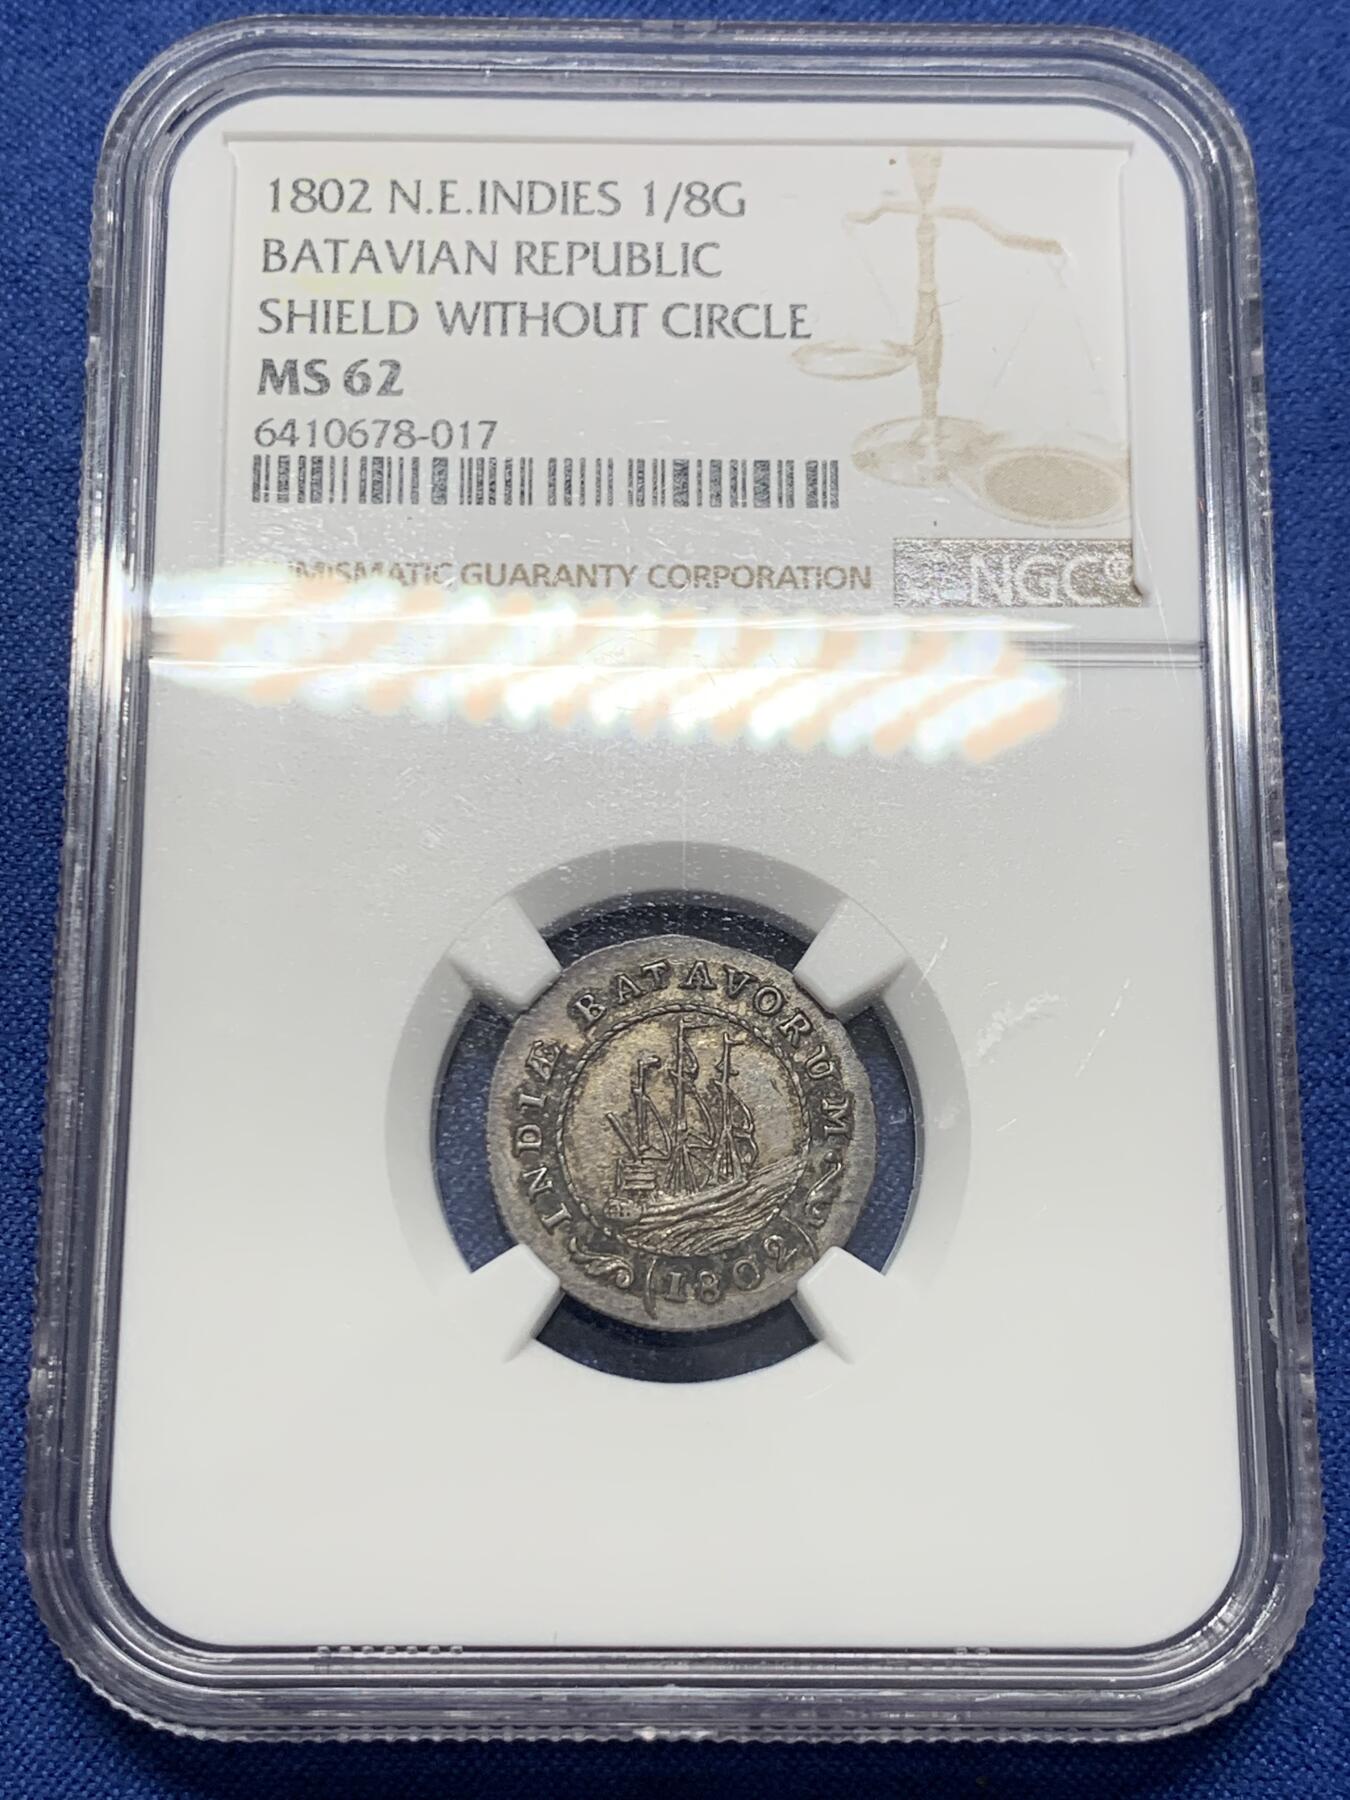 1802 N.E.INDIES 1/8G
BATAVIAN REPUBLIC
SHIELD WITHOUT CIRCLE
MS 62
6410678-017
NUMISMATIC GUARANTY CORPORATION
NGC
INDIÆ BATAVORUM
1802